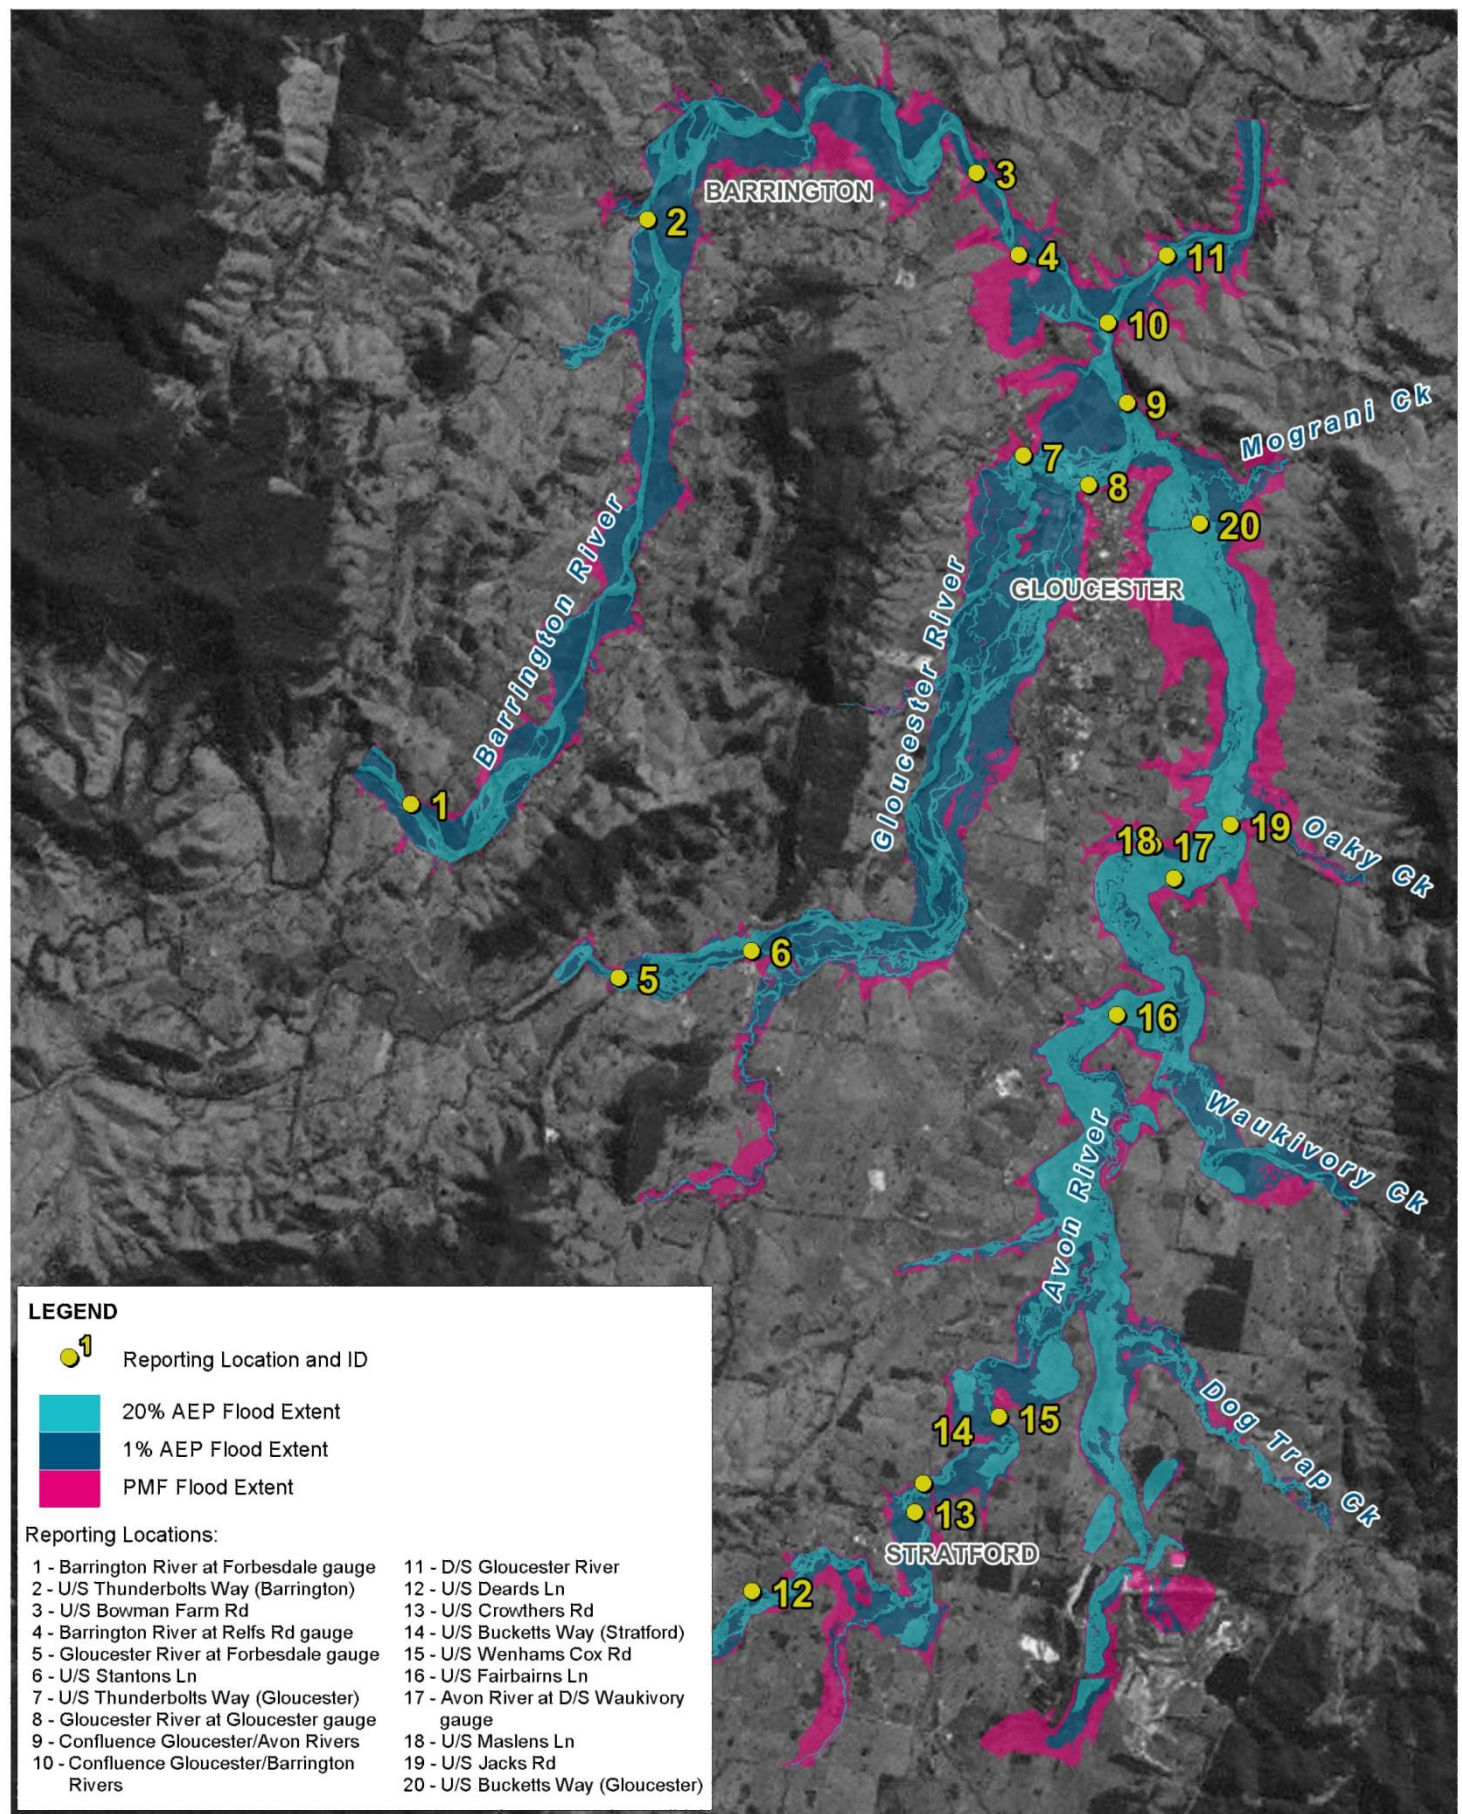 BARRINGTON
3
2
4
11
10
9
Mograni Ck
7
8
20
GLOUCESTER
Barrington River
Gloucester River
1
18
17
19
Oaky Ck
6
5
16
Waukivory Ck
Avon River
Dog Trap Ck
14
15
13
STRATFORD
12
LEGEND
1
Reporting Location and ID
20% AEP Flood Extent
1% AEP Flood Extent
PMF Flood Extent
Reporting Locations:
1 - Barrington River at Forbesdale gauge
2 - U/S Thunderbolts Way (Barrington)
3 - U/S Bowman Farm Rd
4 - Barrington River at Relfs Rd gauge
5 - Gloucester River at Forbesdale gauge
6 - U/S Stantons Ln
7 - U/S Thunderbolts Way (Gloucester)
8 - Gloucester River at Gloucester gauge
9 - Confluence Gloucester/Avon Rivers
10 - Confluence Gloucester/Barrington
Rivers
11 - D/S Gloucester River
12 - U/S Deards Ln
13 - U/S Crowthers Rd
14 - U/S Bucketts Way (Stratford)
15 - U/S Wenhams Cox Rd
16 - U/S Fairbairns Ln
17 - Avon River at D/S Waukivory
gauge
18 - U/S Maslens Ln
19 - U/S Jacks Rd
20 - U/S Bucketts Way (Gloucester)